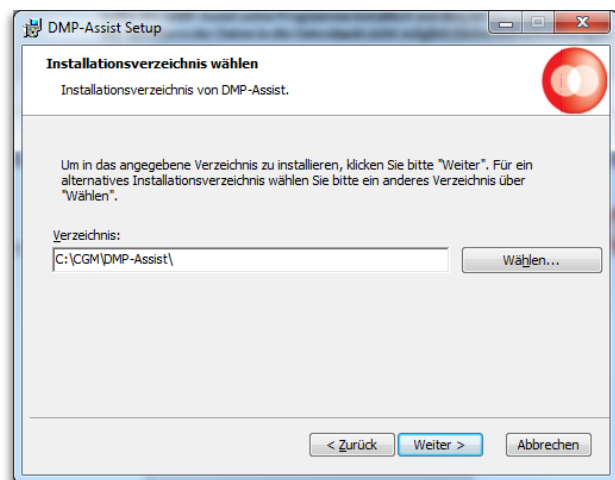 DMP-Assist Setup
Installationsverzeichnis wählen
Installationsverzeichnis von DMP-Assist.
Um in das angegebene Verzeichnis zu installieren, klicken Sie bitte "Weiter". Für ein
alternatives Installationsverzeichnis wählen Sie bitte ein anderes Verzeichnis über
"Wählen".
Verzeichnis:
C:\CGM\DMP-Assist\
Wählen...
< Zurück
Weiter >
Abbrechen